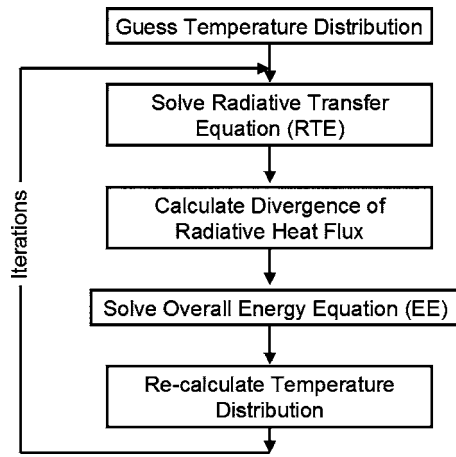 Guess Temperature Distribution
Solve Radiative Transfer
Equation (RTE)
Calculate Divergence of
Radiative Heat Flux
Iterations
Solve Overall Energy Equation (EE)
Re-calculate Temperature
Distribution